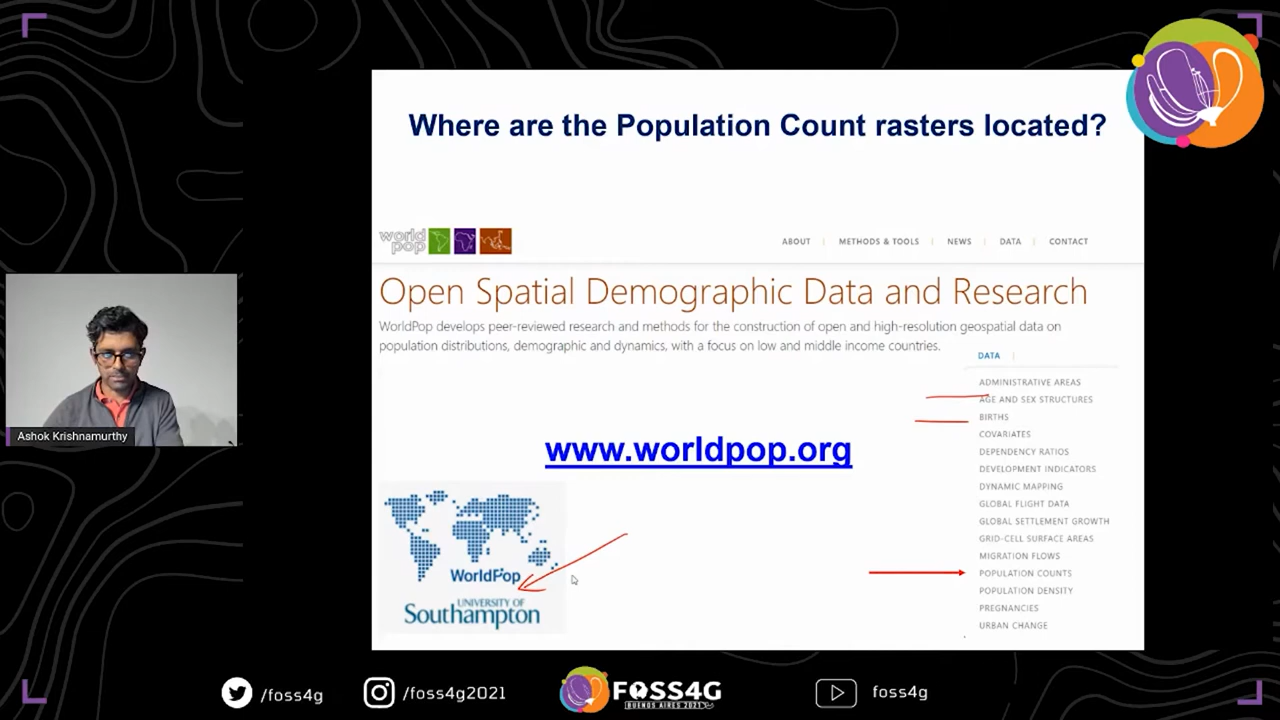 Where are the Population Count rasters located?
world
pop
ABOUT
METHODS & TOOLS
NEWS
DATA
CONTACT
Open Spatial Demographic Data and Research
WorldPop develops peer-reviewed research and methods for the construction of open and high-resolution geospatial data on
population distributions, demographic and dynamics, with a focus on low and middle income countries.
DATA
ADMINISTRATIVE AREAS
AGE AND SEX STRUCTURES
BIRTHS
COVARIATES
DEPENDENCY RATIOS
DEVELOPMENT INDICATORS
DYNAMIC MAPPING
GLOBAL FLIGHT DATA
GLOBAL SETTLEMENT GROWTH
GRID-CELL SURFACE AREAS
MIGRATION FLOWS
POPULATION COUNTS
POPULATION DENSITY
PREGNANCIES
URBAN CHANGE
www.worldpop.org
WorldPop
UNIVERSITY OF
Southampton
Ashok Krishnamurthy
/foss4g
/foss4g2021
FOSS4G
BUENOS AIRES 2021
foss4g